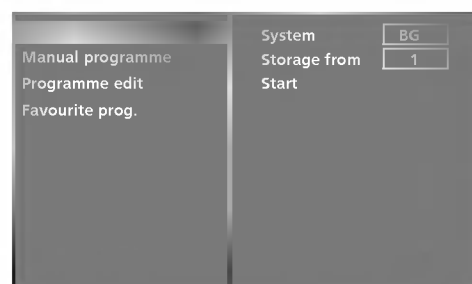 System BG
Manual programme
Storage from 1
Programme edit
Start
Favourite prog.